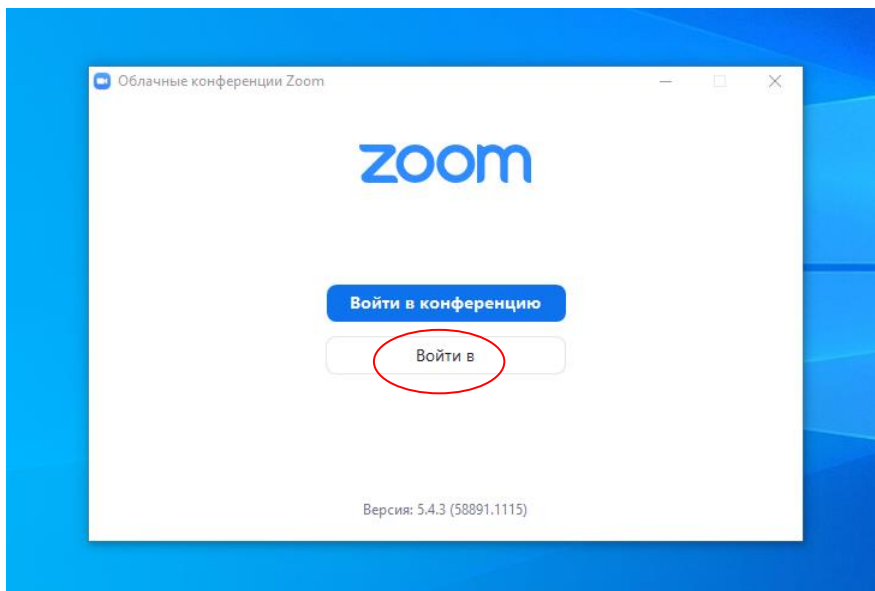 Облачные конференции Zoom
zoom
Войти в конференцию
Войти в
Версия: 5.4.3 (58891.1115)